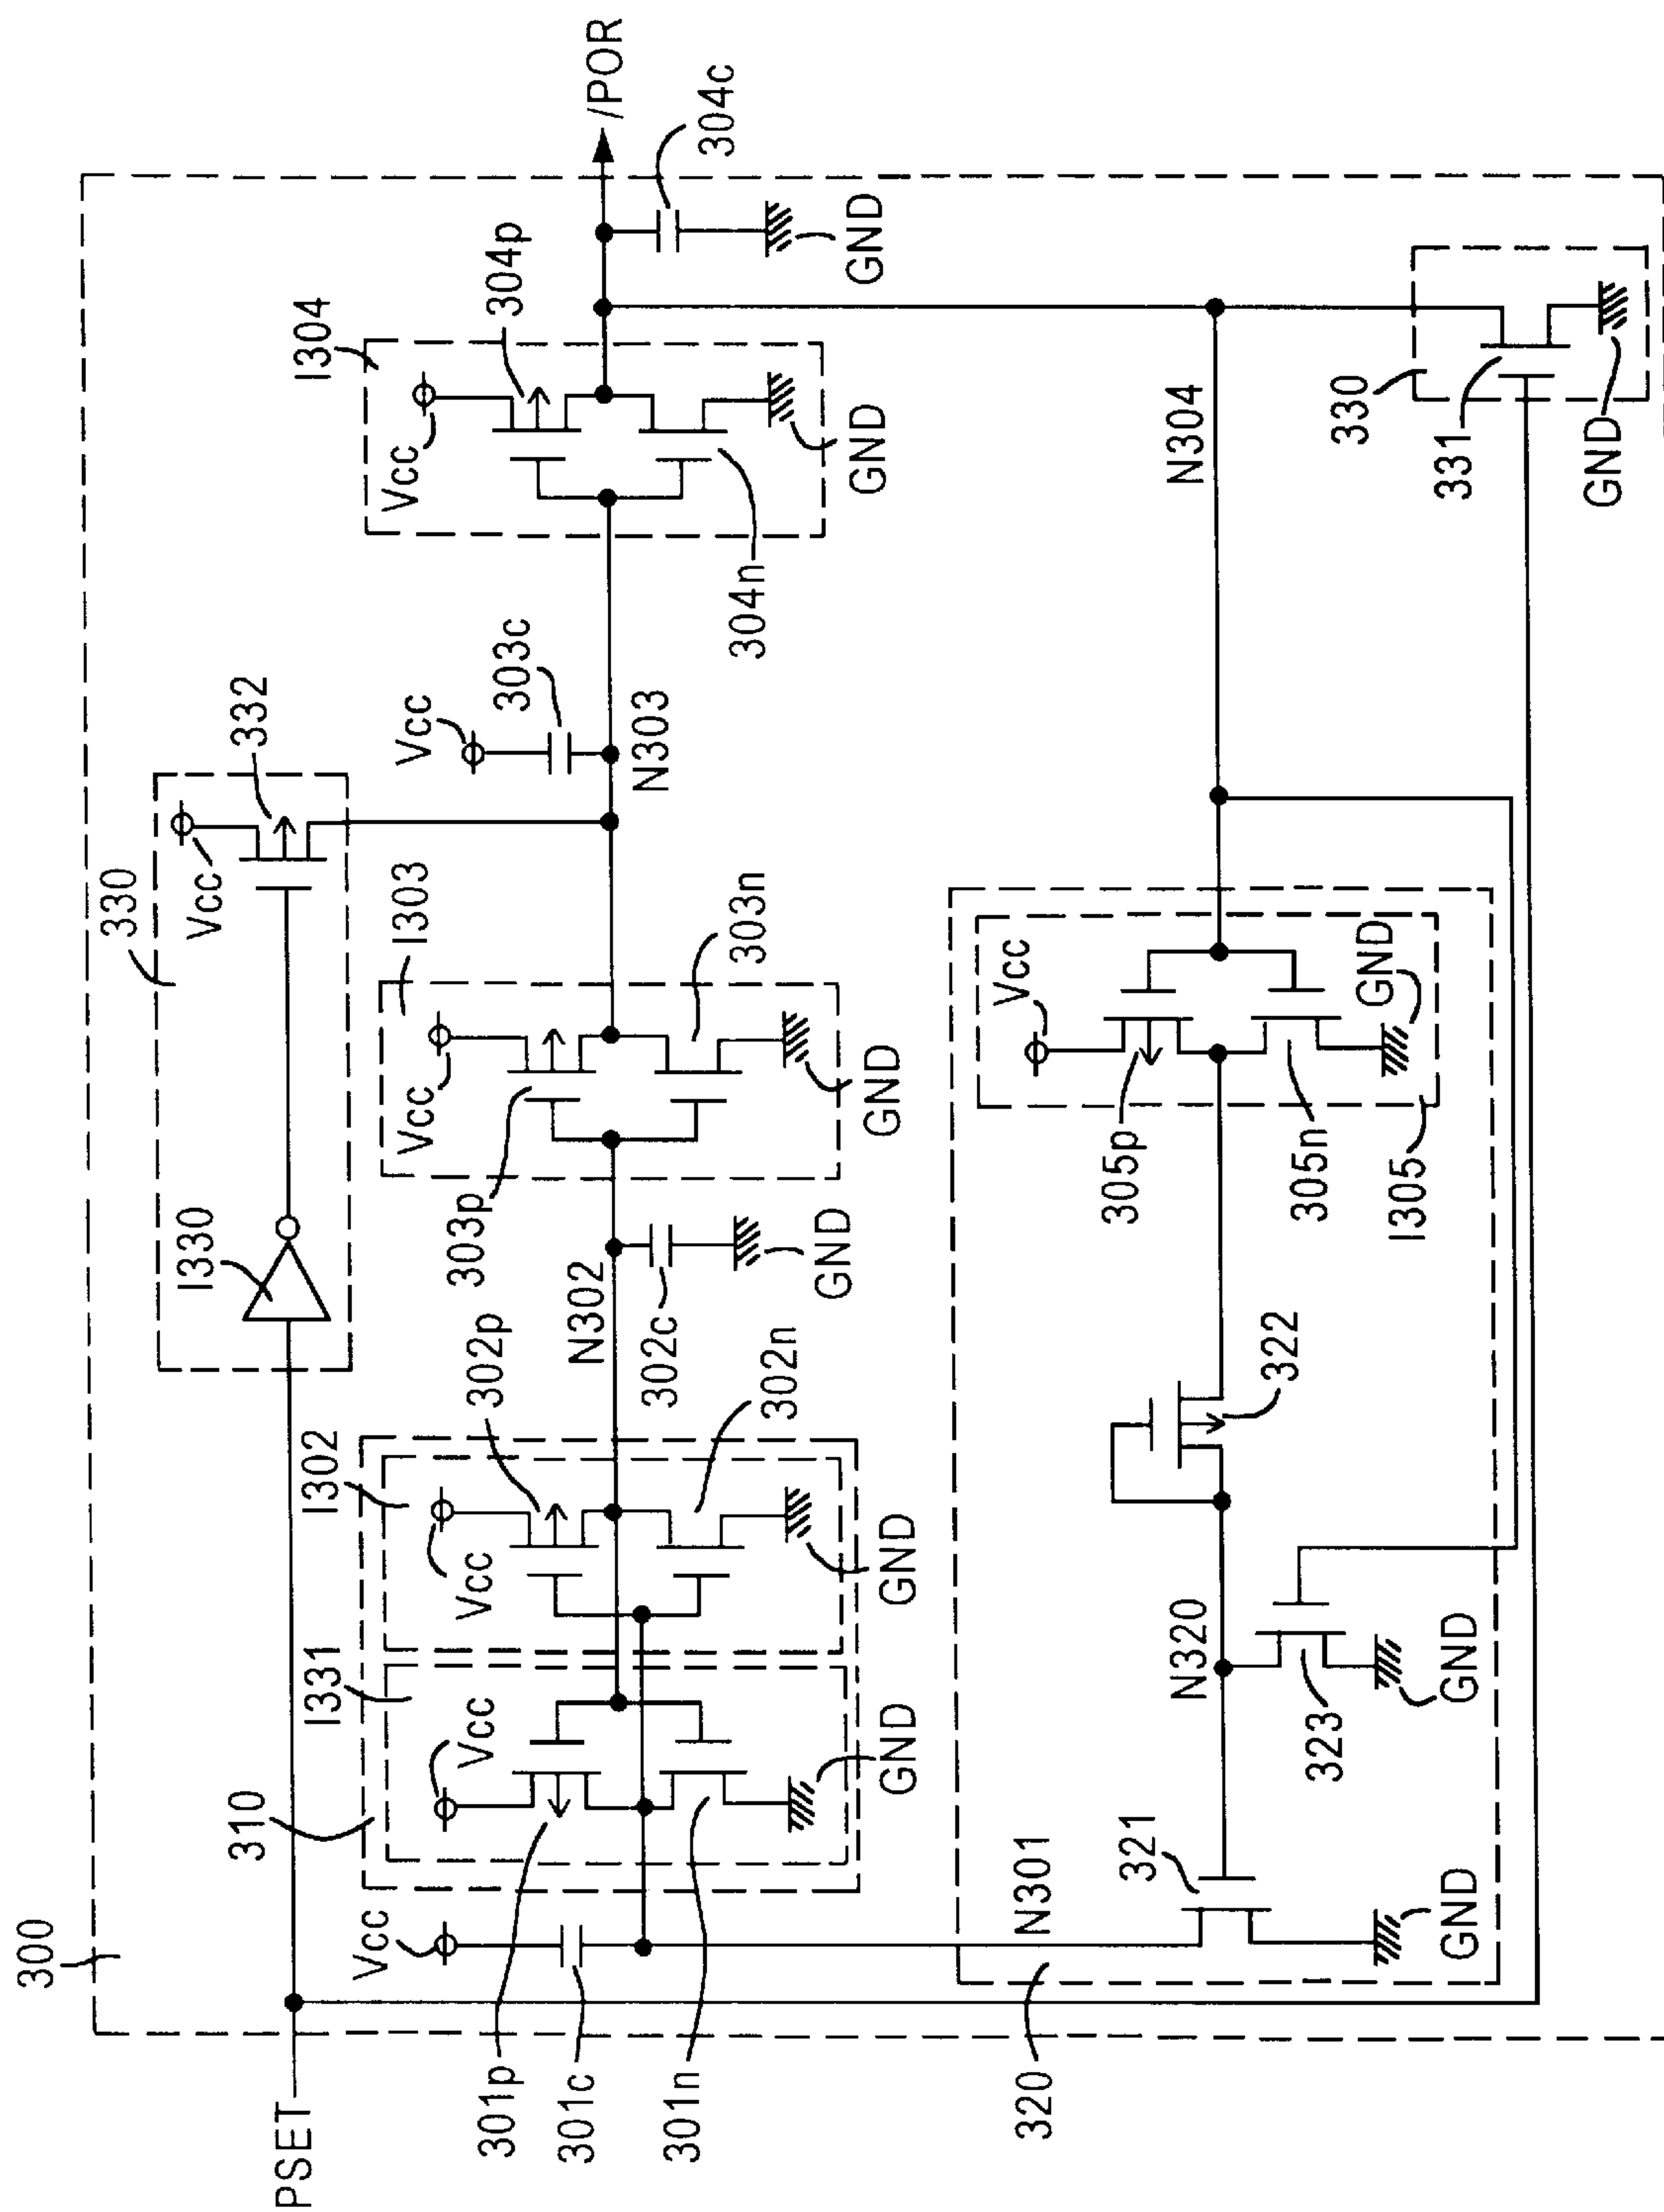 300
330
I330
Vcc
310
332
PSET
I331
I302
I304
Vcc
I303
Vcc
Vcc
Vcc
Vcc
Vcc
301p
302p
303p
303c
304p
301c
N302
/POR
N303
302c
301n
302n
303n
304n
304c
GND
GND
GND
GND
GND
GND
Vcc
320
N301
305p
321
N320
N304
322
305n
323
330
GND
GND
I305
GND
331
GND